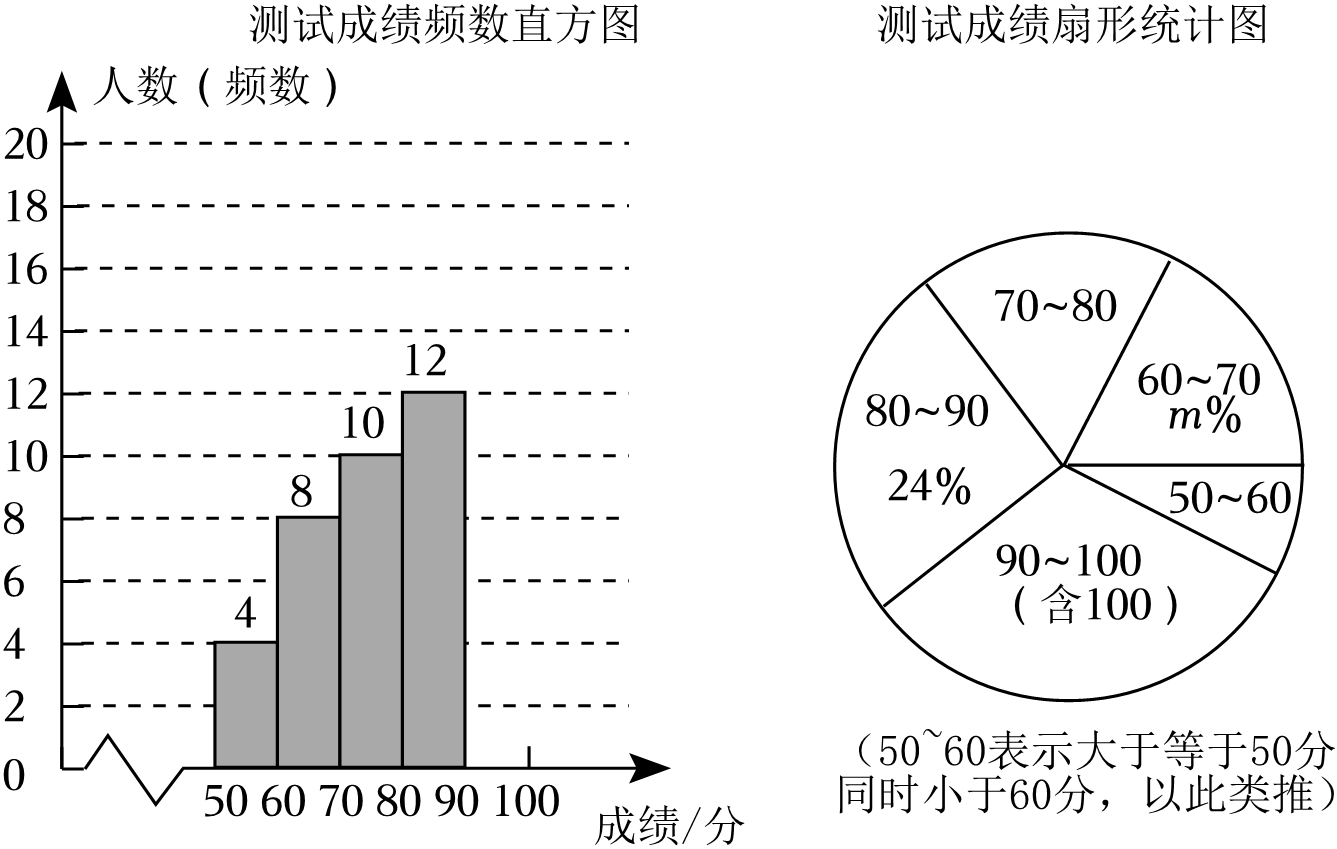 测试成绩频数直方图
人数（频数）
20
18
16
14
12
10
8
6
4
2
0
4
8
10
12
50 60 70 80 90 100
成绩/分
测试成绩扇形统计图
70~80
60~70
m%
80~90
24%
50~60
90~100
（含100）
（50~60表示大于等于50分
同时小于60分，以此类推）